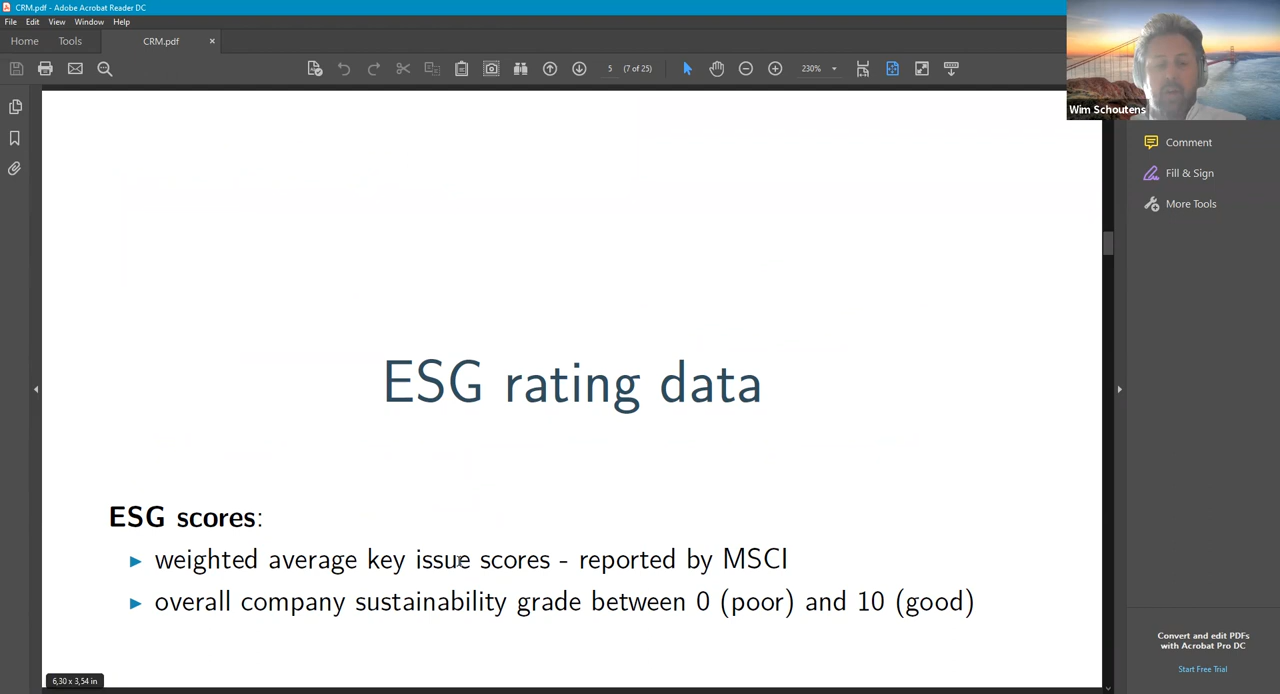 CRM.pdf - Adobe Acrobat Reader DC
File Edit View Window Help
Home Tools CRM.pdf ×
5 (7 of 25) 230%
Wim Schoutens
Comment
Fill & Sign
More Tools
ESG rating data
ESG scores:
weighted average key issue scores - reported by MSCI
overall company sustainability grade between 0 (poor) and 10 (good)
Convert and edit PDFs
with Acrobat Pro DC
Start Free Trial
6,30 x 3,54 in